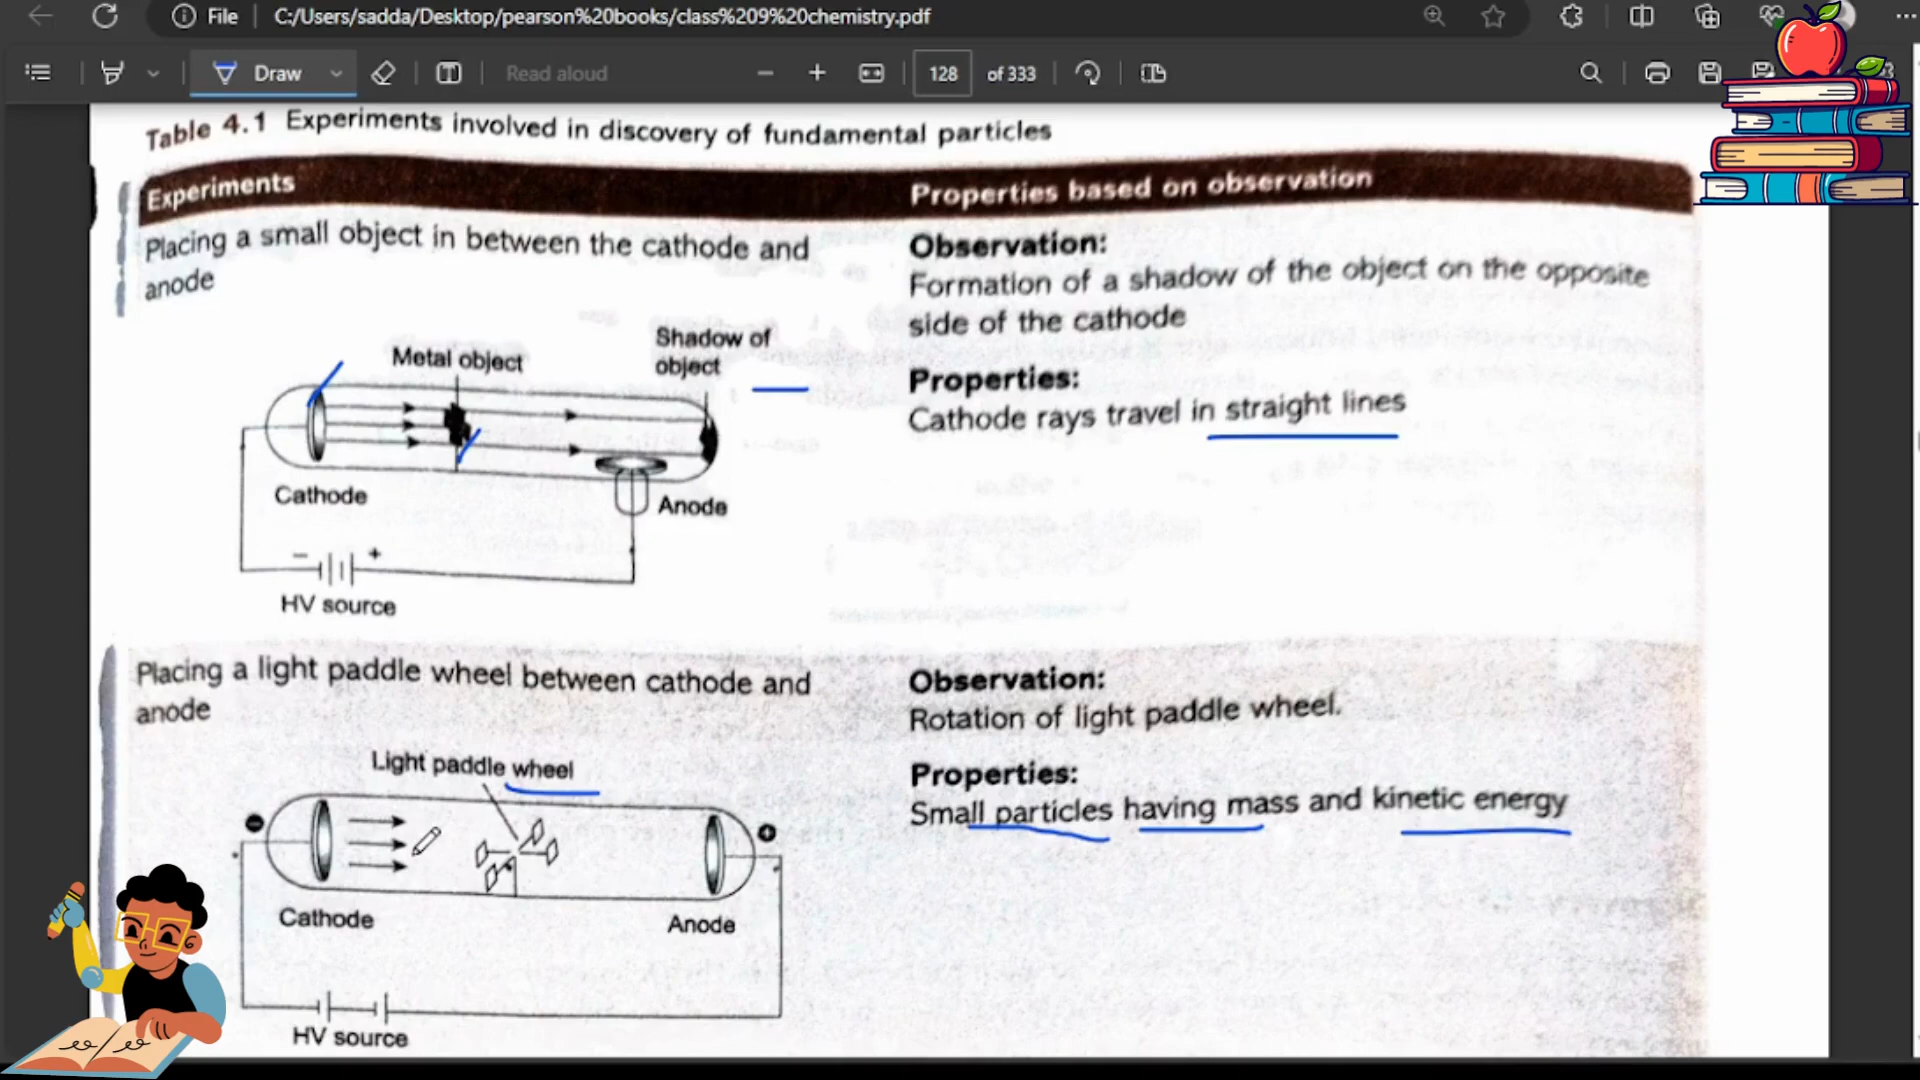 File
C:/Users/sadda/Desktop/pearson%20books/class%209%20chemistry.pdf
Draw
Read aloud
128
of 333
Table 4.1 Experiments involved in discovery of fundamental particles
Experiments
Properties based on observation
Placing a small object in between the cathode and
anode
Metal object
Shadow of
object
Cathode
Anode
− +
HV source
Observation:
Formation of a shadow of the object on the opposite
side of the cathode
Properties:
Cathode rays travel in straight lines
Placing a light paddle wheel between cathode and
anode
Light paddle wheel
Cathode
Anode
HV source
Observation:
Rotation of light paddle wheel.
Properties:
Small particles having mass and kinetic energy